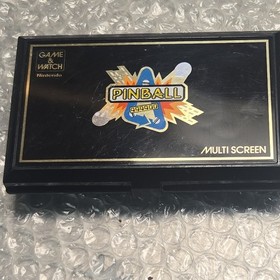 GAME
&
WATCH
Nintendo
PINBALL
MULTI SCREEN